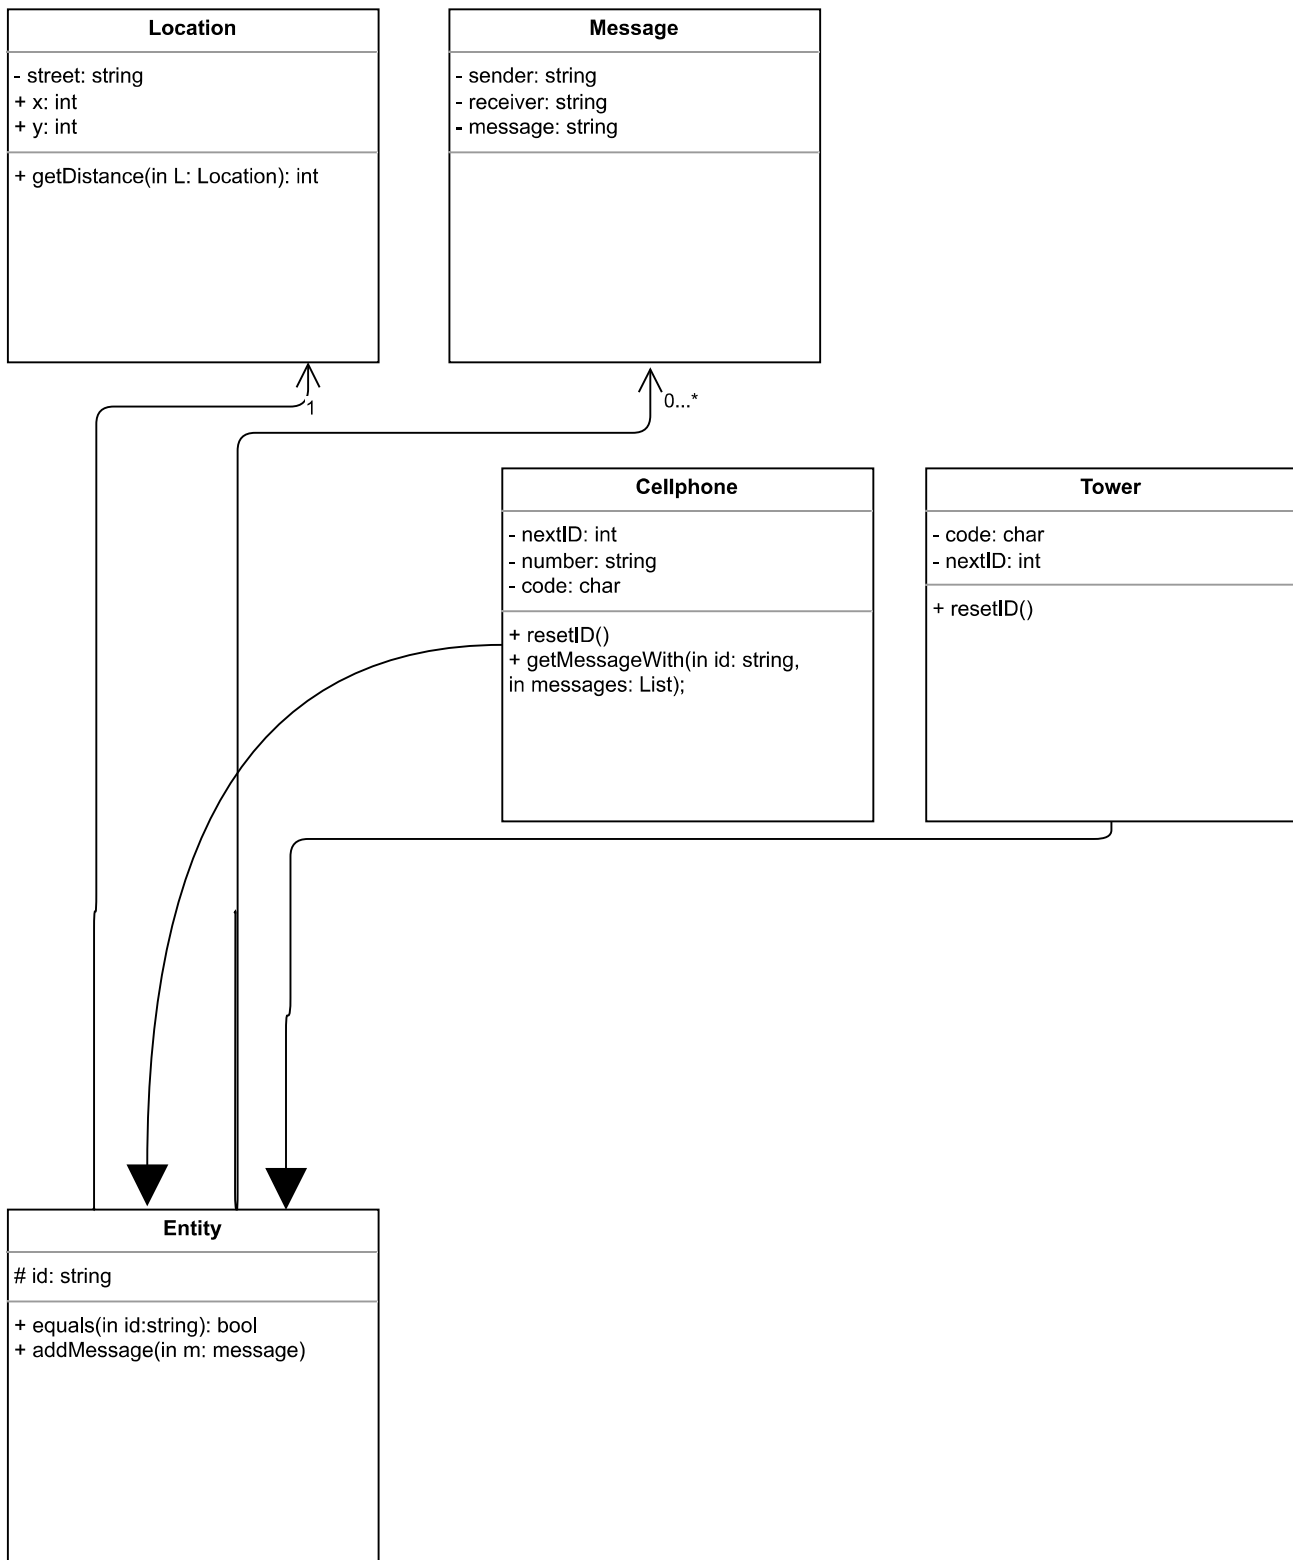 Location
- street: string
+ x: int
+ y: int
+ getDistance(in L: Location): int
Message
- sender: string
- receiver: string
- message: string
1
0...*
Cellphone
- nextID: int
- number: string
- code: char
+ resetID()
+ getMessageWith(in id: string,
in messages: List);
Tower
- code: char
- nextID: int
+ resetID()
Entity
# id: string
+ equals(in id:string): bool
+ addMessage(in m: message)